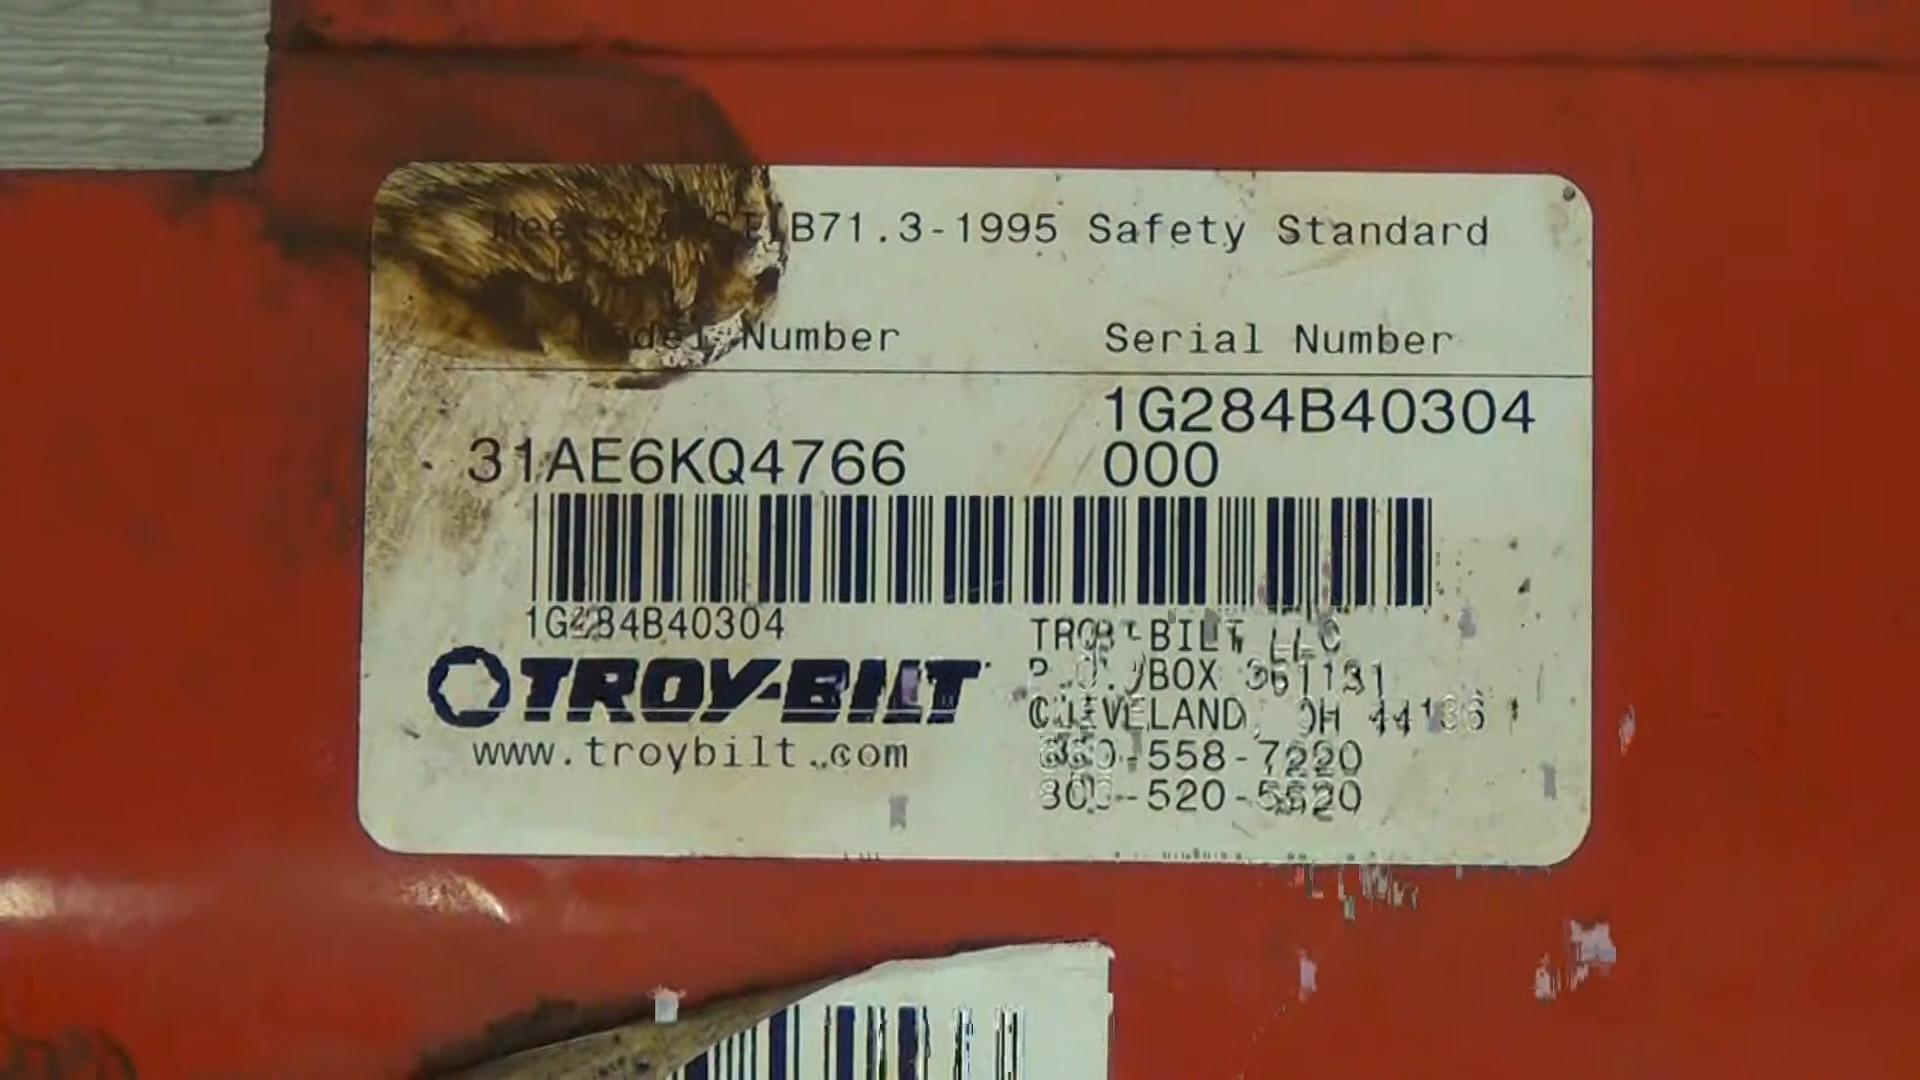 B71.3-1995 Safety Standard
Model Number Serial Number
1G284B40304
31AE6KQ4766 000
1G284B40304
TROY-BILT LLC
TROY-BILT
P.O. BOX 361131
CLEVELAND, OH 44136
www.troybilt.com
-558-7220
800-520-5520